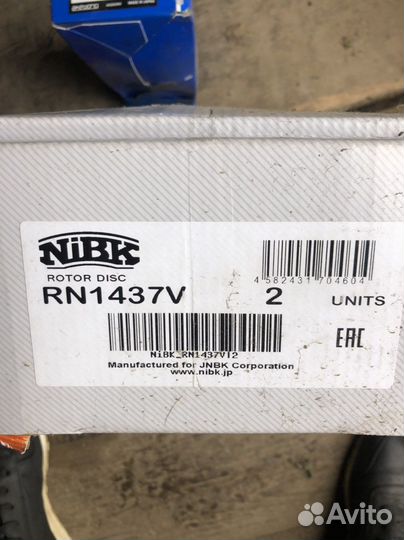 NiBK
ROTOR DISC
RN1437V 2 UNITS
4 582431 704604
EAC
NiBK_RN1437V|2
Manufactured for JNBK Corporation
www.nibk.jp
Avito